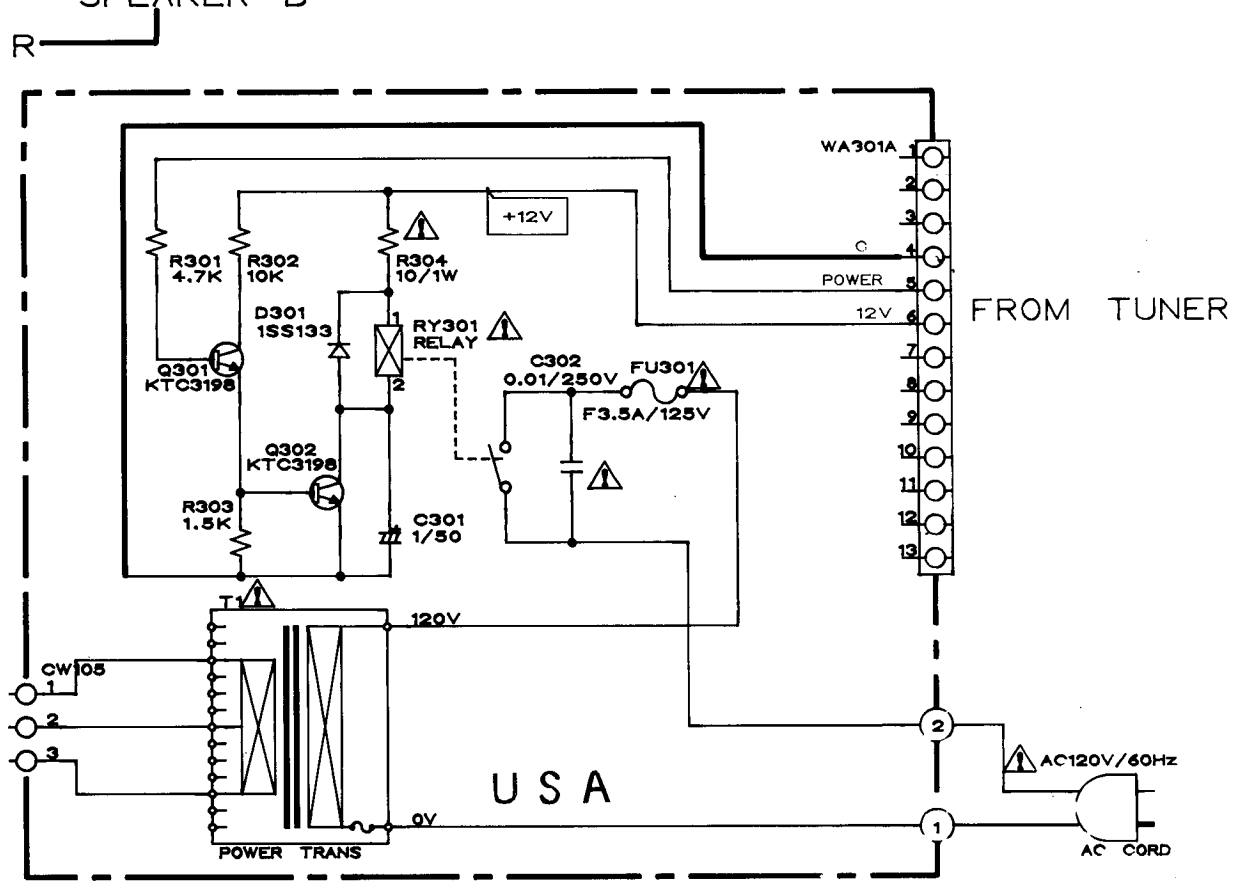 SPEAKER B
R
WA301A
1
2
3
G 4
POWER 5
12V 6
7
8
9
10
11
12
13
FROM TUNER
+12V
R301
4.7K
R302
10K
R304
10/1W
D301
1SS133
1
RY301
RELAY
2
Q301
KTC3198
C302
0.01/250V
FU301
F3.5A/125V
Q302
KTC3198
R303
1.5K
C301
1/50
T1
120V
CW105
1
2
3
2
AC120V/60Hz
USA
0V
1
POWER TRANS
AC CORD